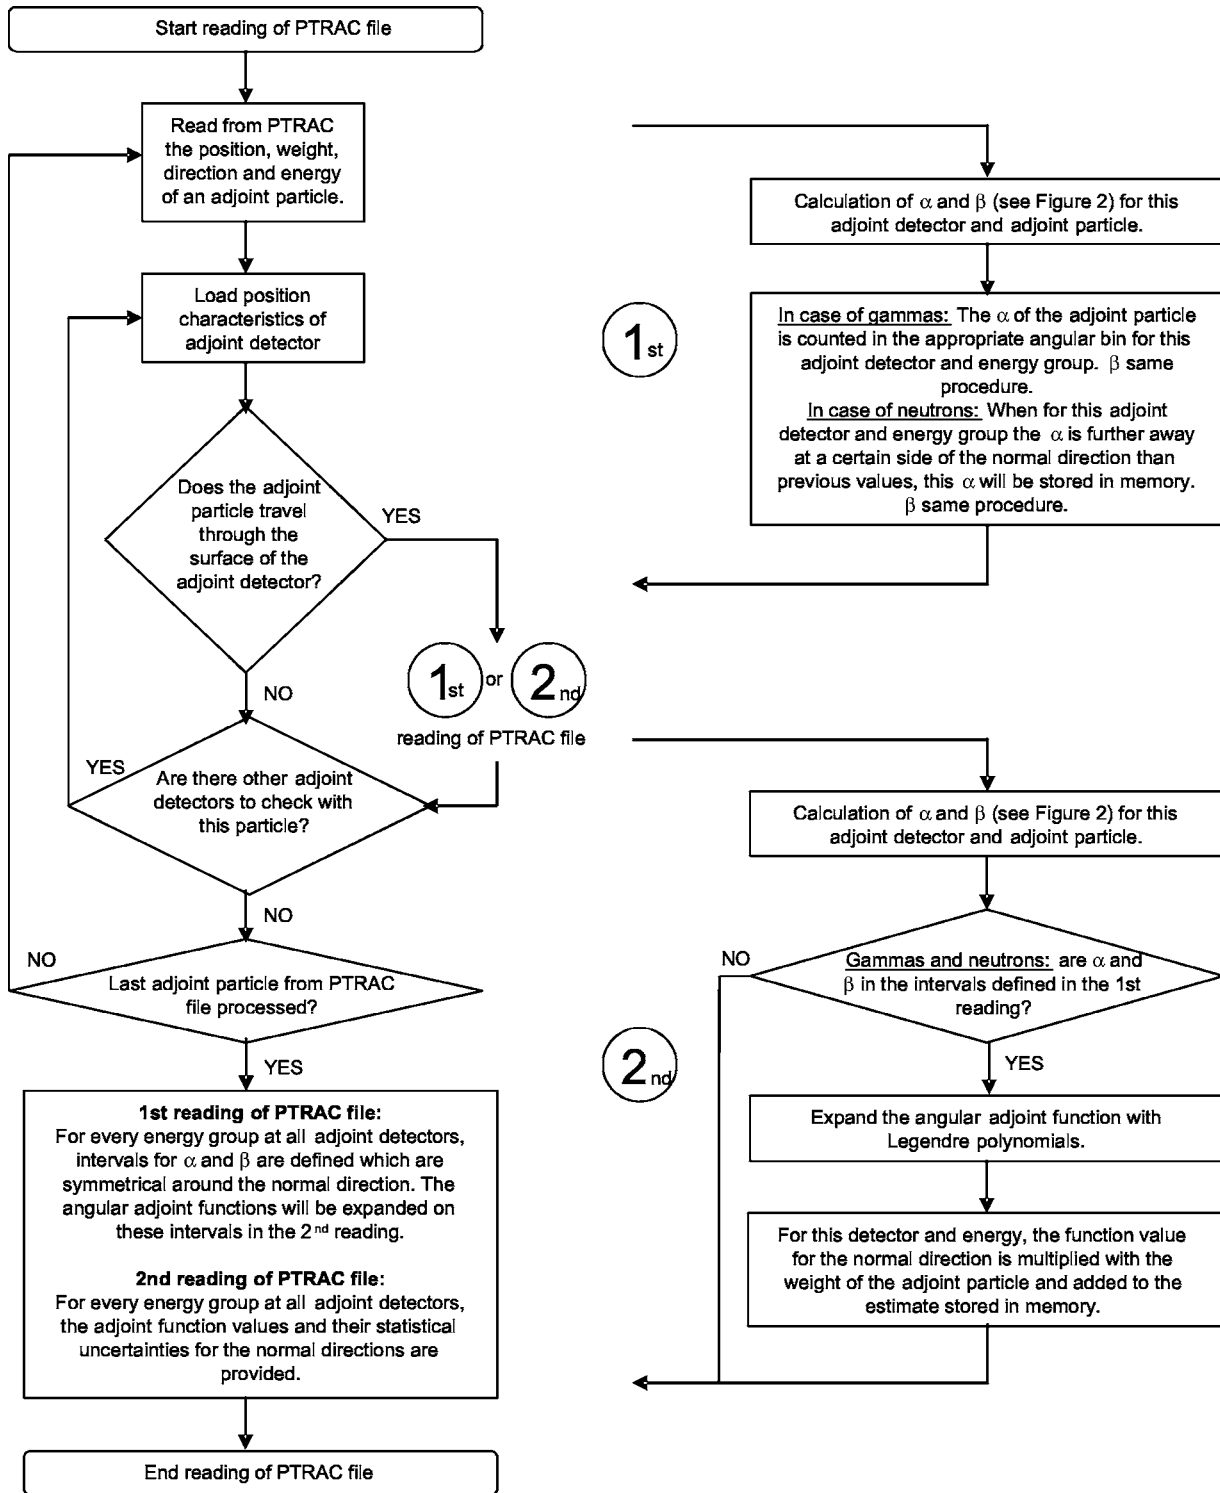 Start reading of PTRAC file
Read from PTRAC
the position, weight,
direction and energy
of an adjoint particle.
Load position
characteristics of
adjoint detector
Does the adjoint
particle travel
through the
surface of the
adjoint detector?
YES
NO
1st or 2nd
reading of PTRAC file
YES
Are there other adjoint
detectors to check with
this particle?
NO
NO
Last adjoint particle from PTRAC
file processed?
YES
1st reading of PTRAC file:
For every energy group at all adjoint detectors,
intervals for α and β are defined which are
symmetrical around the normal direction. The
angular adjoint functions will be expanded on
these intervals in the 2nd reading.
2nd reading of PTRAC file:
For every energy group at all adjoint detectors,
the adjoint function values and their statistical
uncertainties for the normal directions are
provided.
End reading of PTRAC file
1st
Calculation of α and β (see Figure 2) for this
adjoint detector and adjoint particle.
In case of gammas: The α of the adjoint particle
is counted in the appropriate angular bin for this
adjoint detector and energy group. β same
procedure.
In case of neutrons: When for this adjoint
detector and energy group the α is further away
at a certain side of the normal direction than
previous values, this α will be stored in memory.
β same procedure.
2nd
Calculation of α and β (see Figure 2) for this
adjoint detector and adjoint particle.
NO
Gammas and neutrons: are α and
β in the intervals defined in the 1st
reading?
YES
Expand the angular adjoint function with
Legendre polynomials.
For this detector and energy, the function value
for the normal direction is multiplied with the
weight of the adjoint particle and added to the
estimate stored in memory.